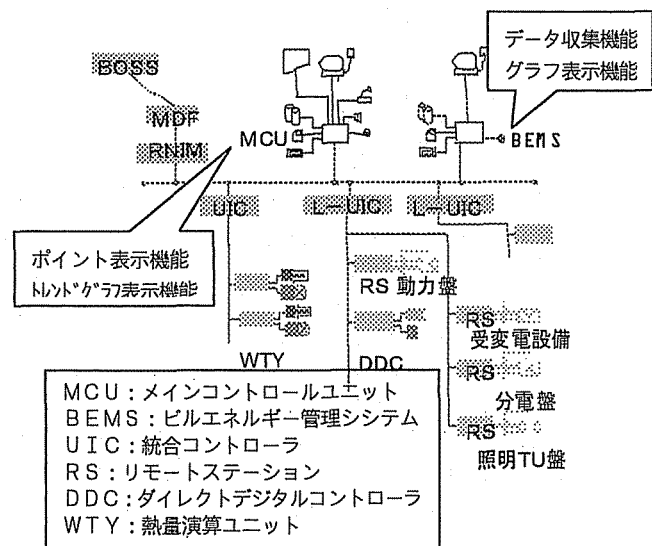 データ収集機能
グラフ表示機能
BOSS
MDF
RNIM
MCU
BEMS
UIC
L-UIC
L-UIC
ポイント表示機能
ﾄﾚﾝﾄﾞｸﾞﾗﾌ表示機能
RS 動力盤
RS
受変電設備
WTY
DDC
RS
分電盤
RS
照明TU盤
MCU:メインコントロールユニット
BEMS:ビルエネルギー管理シシテム
UIC:統合コントローラ
RS:リモートステーション
DDC:ダイレクトデジタルコントローラ
WTY:熱量演算ユニット